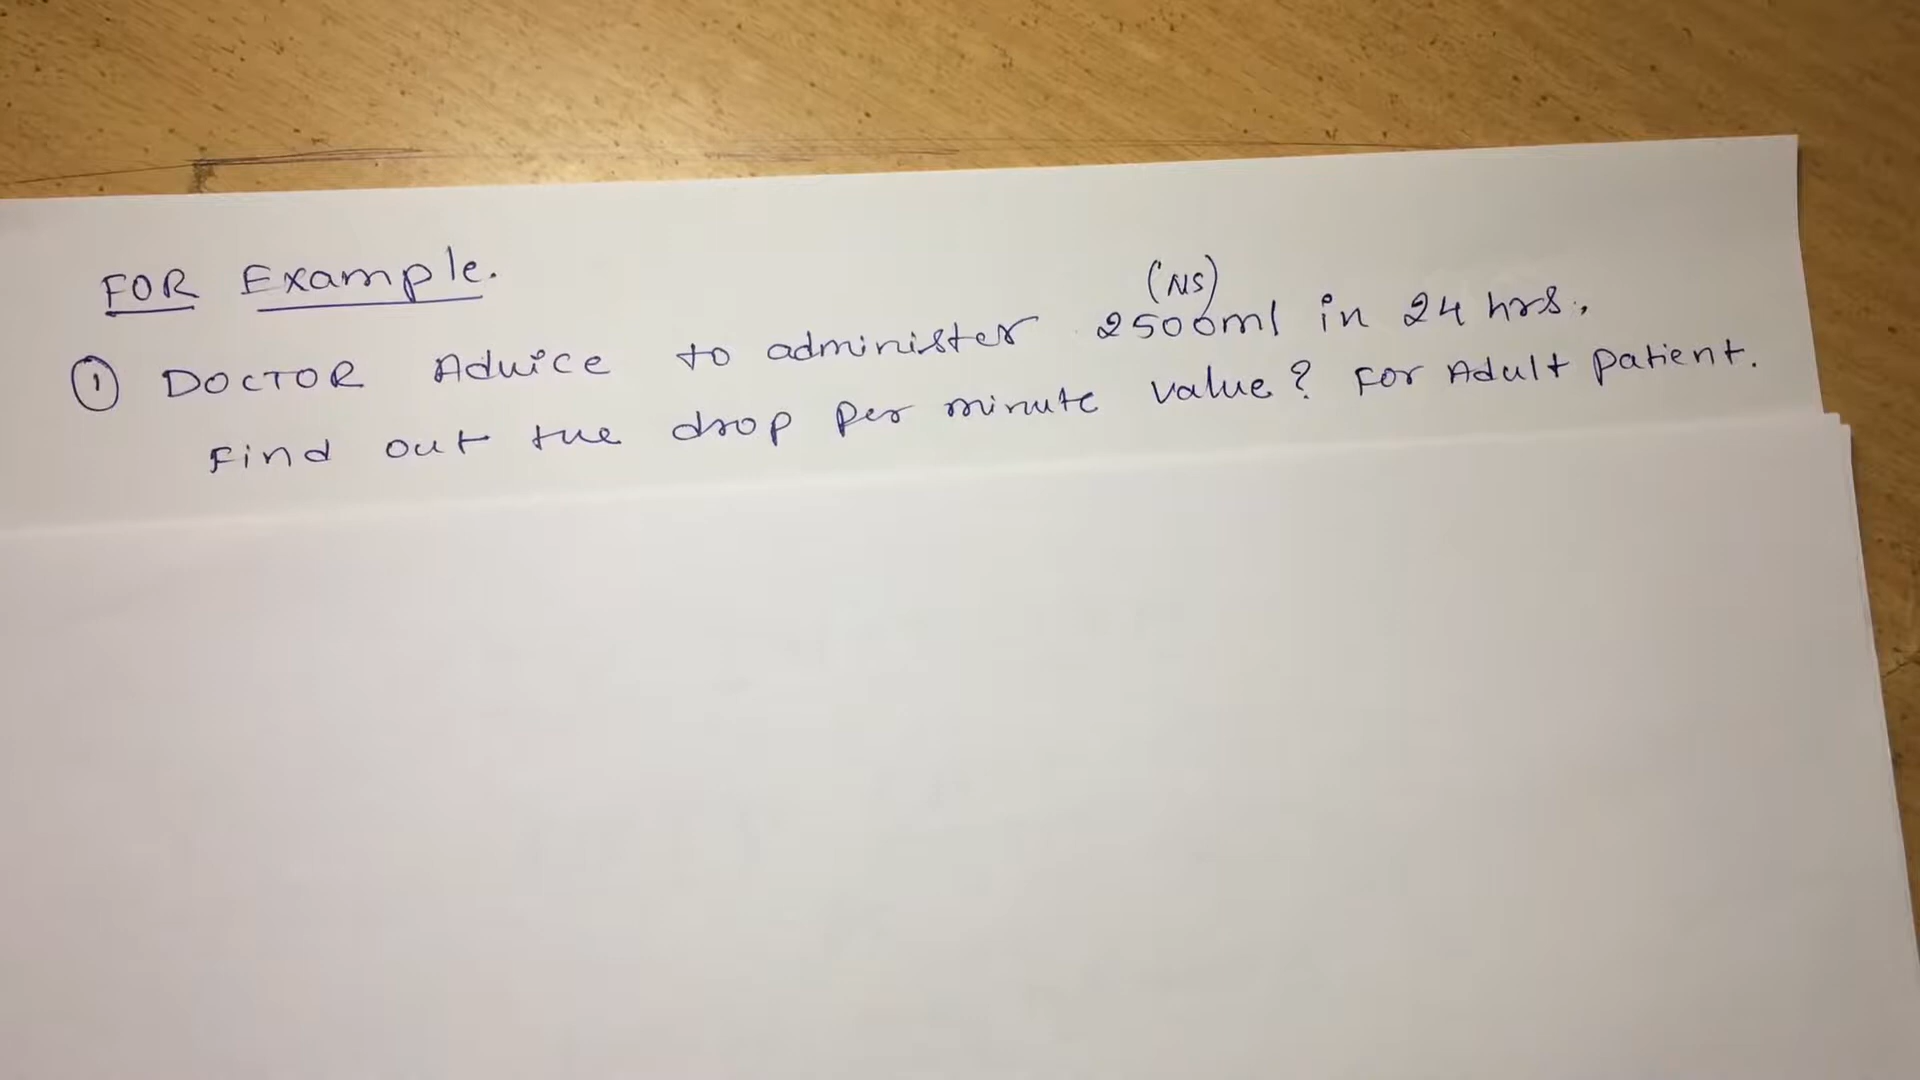 FOR Example.
(NS)
① DOCTOR Advice to administer 2500ml in 24 hrs.
Find out the drop per minute value? For Adult patient.